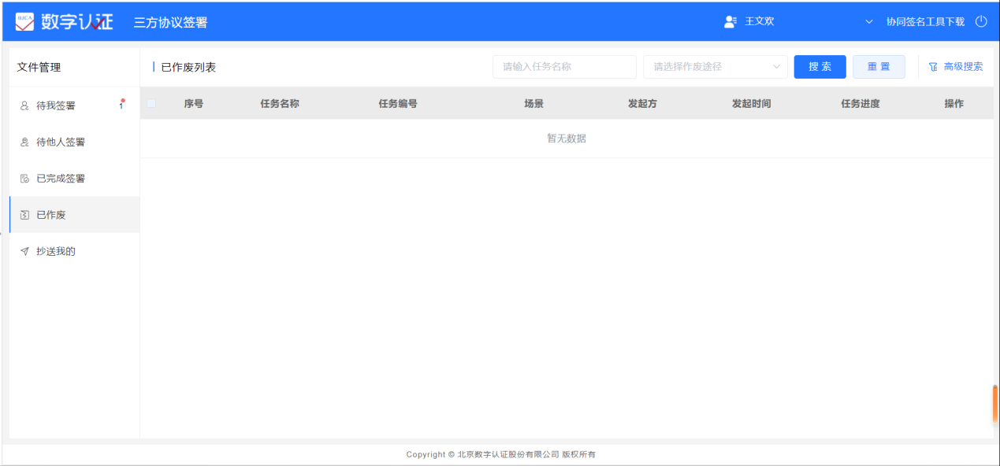 BJCA 数字认证 三方协议签署 王文欢 协同签名工具下载
文件管理 已作废列表 请输入任务名称 请选择作废途径 搜索 重置 高级搜索
待我签署 1 序号 任务名称 任务编号 场景 发起方 发起时间 任务进度 操作
待他人签署 暂无数据
已完成签署
已作废
抄送我的
Copyright © 北京数字认证股份有限公司 版权所有